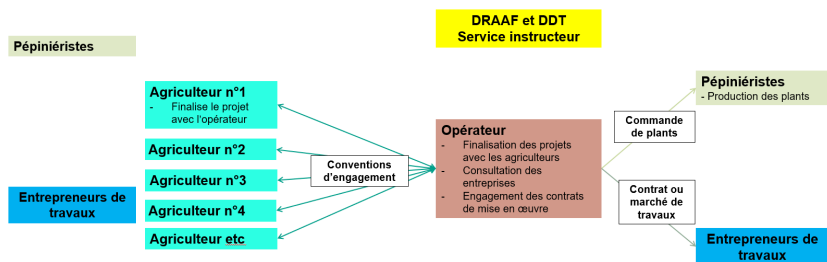 DRAAF et DDT
Service instructeur
Pépiniéristes
Agriculteur n°1
- Finalise le projet
avec l'opérateur
Agriculteur n°2
Agriculteur n°3
Agriculteur n°4
Agriculteur etc
Entrepreneurs de
travaux
Conventions
d'engagement
Opérateur
- Finalisation des projets
avec les agriculteurs
- Consultation des
entreprises
- Engagement des contrats
de mise en œuvre
Commande
de plants
Contrat ou
marché de
travaux
Pépiniéristes
- Production des plants
Entrepreneurs de
travaux